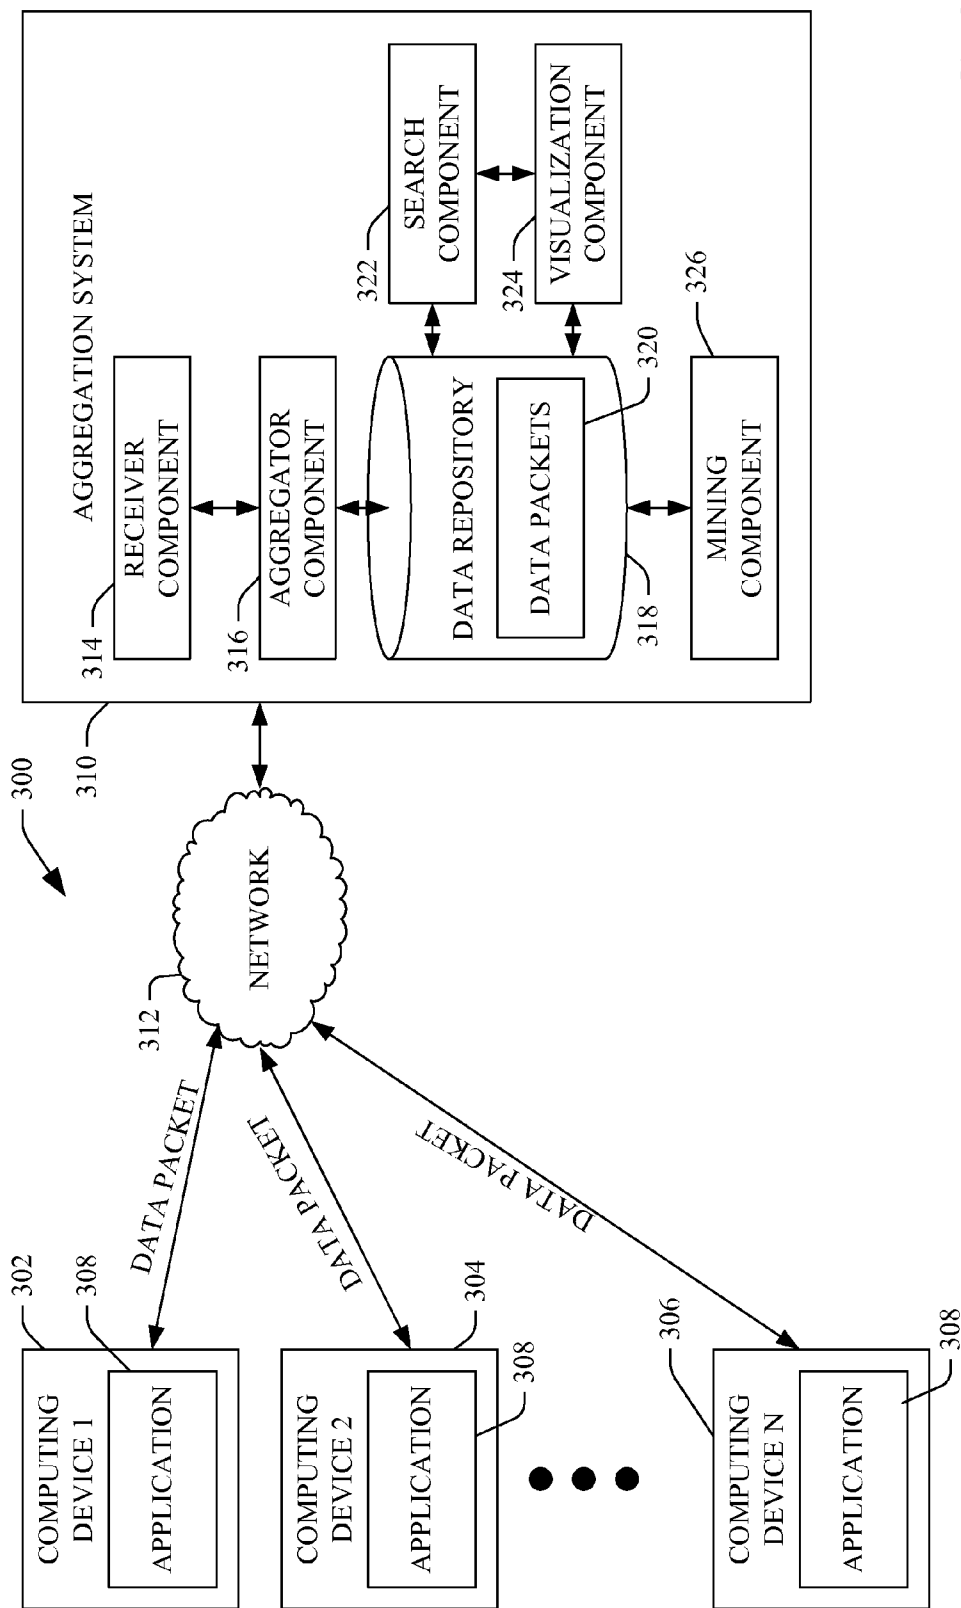 300
302
COMPUTING
DEVICE 1
APPLICATION
308
DATA PACKET
COMPUTING
DEVICE 2
304
APPLICATION
308
DATA PACKET
306
COMPUTING
DEVICE N
APPLICATION
308
DATA PACKET
312
NETWORK
310
AGGREGATION SYSTEM
314
RECEIVER
COMPONENT
316
AGGREGATOR
COMPONENT
DATA REPOSITORY
DATA PACKETS
318
320
322
SEARCH
COMPONENT
324
VISUALIZATION
COMPONENT
326
MINING
COMPONENT